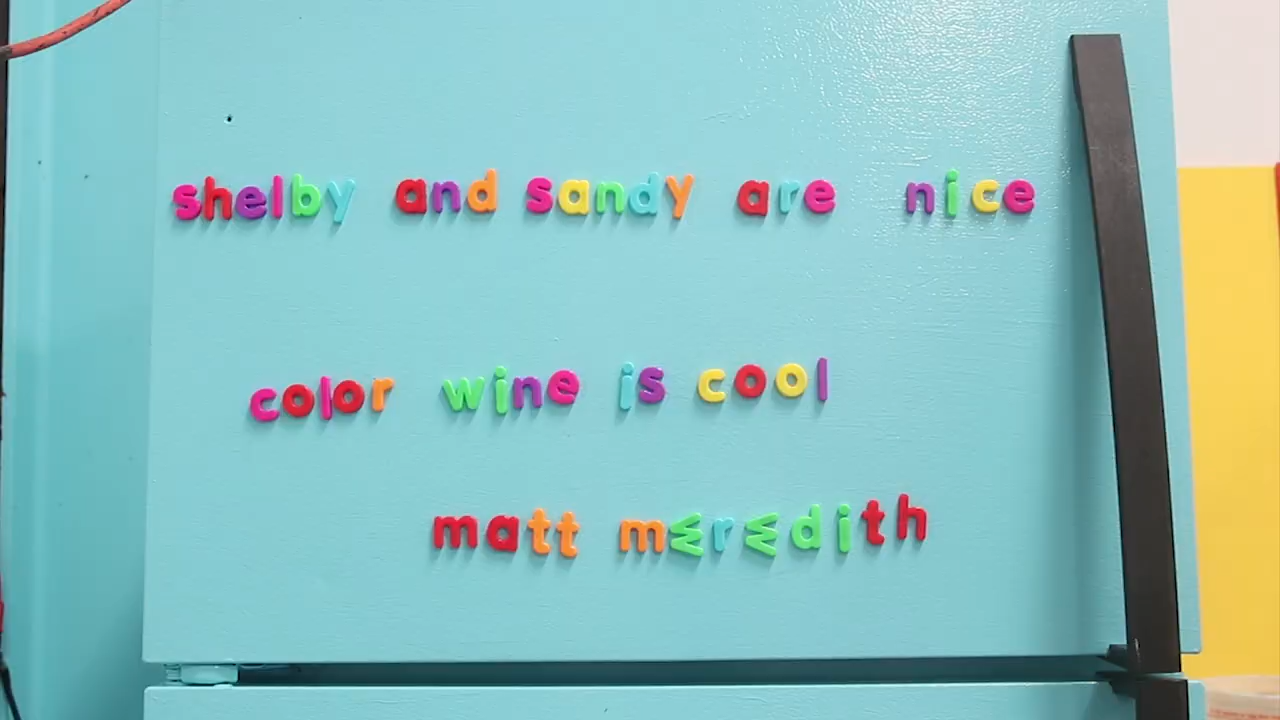 shelby and sandy are nice
color wine is cool
matt meredith